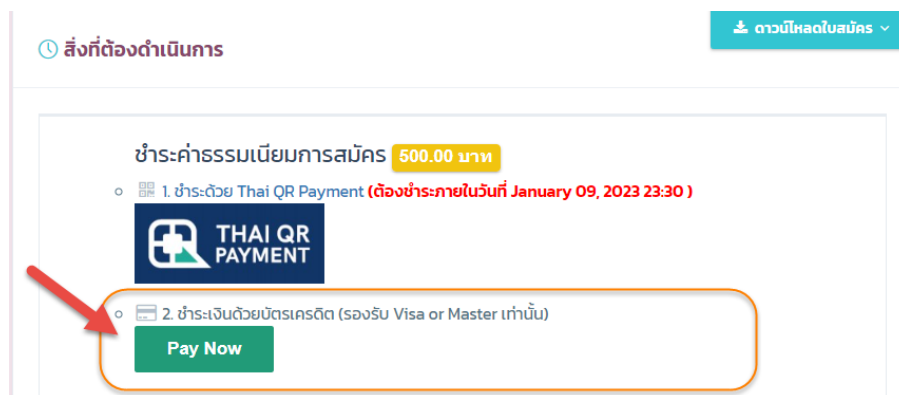 ดาวน์โหลดใบสมัคร
สิ่งที่ต้องดำเนินการ
ชำระค่าธรรมเนียมการสมัคร 500.00 บาท
1. ชำระด้วย Thai QR Payment (ต้องชำระภายในวันที่ January 09, 2023 23:30 )
THAI QR
PAYMENT
2. ชำระเงินด้วยบัตรเครดิต (รองรับ Visa or Master เท่านั้น)
Pay Now